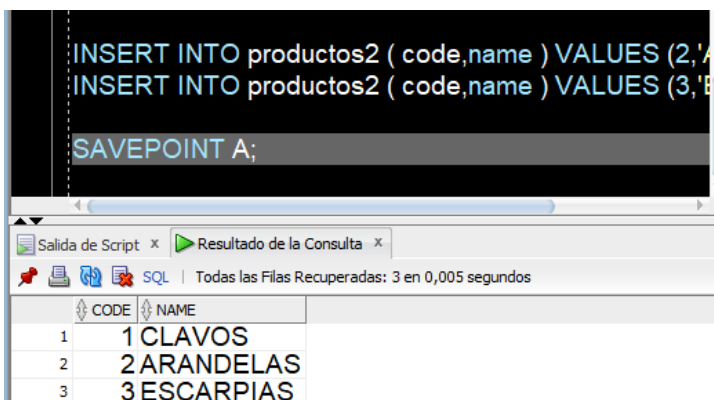 INSERT INTO productos2 ( code,name ) VALUES (2,'A
INSERT INTO productos2 ( code,name ) VALUES (3,'E
SAVEPOINT A;
Salida de Script x Resultado de la Consulta x
SQL | Todas las Filas Recuperadas: 3 en 0,005 segundos
CODE NAME
1 1 CLAVOS
2 2 ARANDELAS
3 3 ESCARPIAS